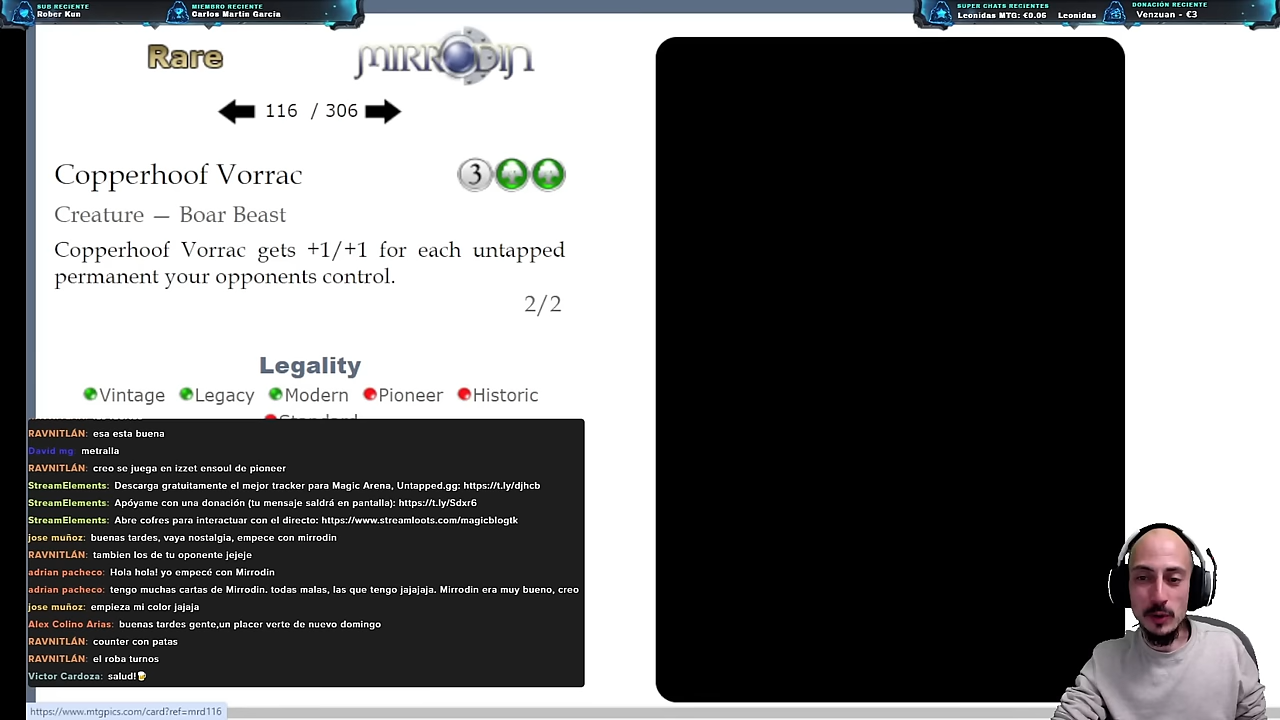 SUB RECIENTE
Rober Kun
MIEMBRO RECIENTE
Carlos Martin Garcia
SUPER CHATS RECIENTES
Leonidas MTG: €0.06 Leonidas
DONACIÓN RECIENTE
Venzuan - €3
Rare
MIRRODIN
116 / 306
Copperhoof Vorrac
3
Creature — Boar Beast
Copperhoof Vorrac gets +1/+1 for each untapped
permanent your opponents control.
2/2
Legality
Vintage Legacy Modern Pioneer Historic
Standard
RAVNITLÁN: esa esta buena
David mg: metralla
RAVNITLÁN: creo se juega en izzet ensoul de pioneer
StreamElements: Descarga gratuitamente el mejor tracker para Magic Arena, Untapped.gg: https://t.ly/djhcb
StreamElements: Apóyame con una donación (tu mensaje saldrá en pantalla): https://t.ly/Sdxr6
StreamElements: Abre cofres para interactuar con el directo: https://www.streamloots.com/magicblogtk
jose muñoz: buenas tardes, vaya nostalgia, empece con mirrodin
RAVNITLÁN: tambien los de tu oponente jejeje
adrian pacheco: Hola hola! yo empecé con Mirrodin
adrian pacheco: tengo muchas cartas de Mirrodin. todas malas, las que tengo jajajaja. Mirrodin era muy bueno, creo
jose muñoz: empieza mi color jajaja
Alex Colino Arias: buenas tardes gente,un placer verte de nuevo domingo
RAVNITLÁN: counter con patas
RAVNITLÁN: el roba turnos
Victor Cardoza: salud!🍺
https://www.mtgpics.com/card?ref=mrd116